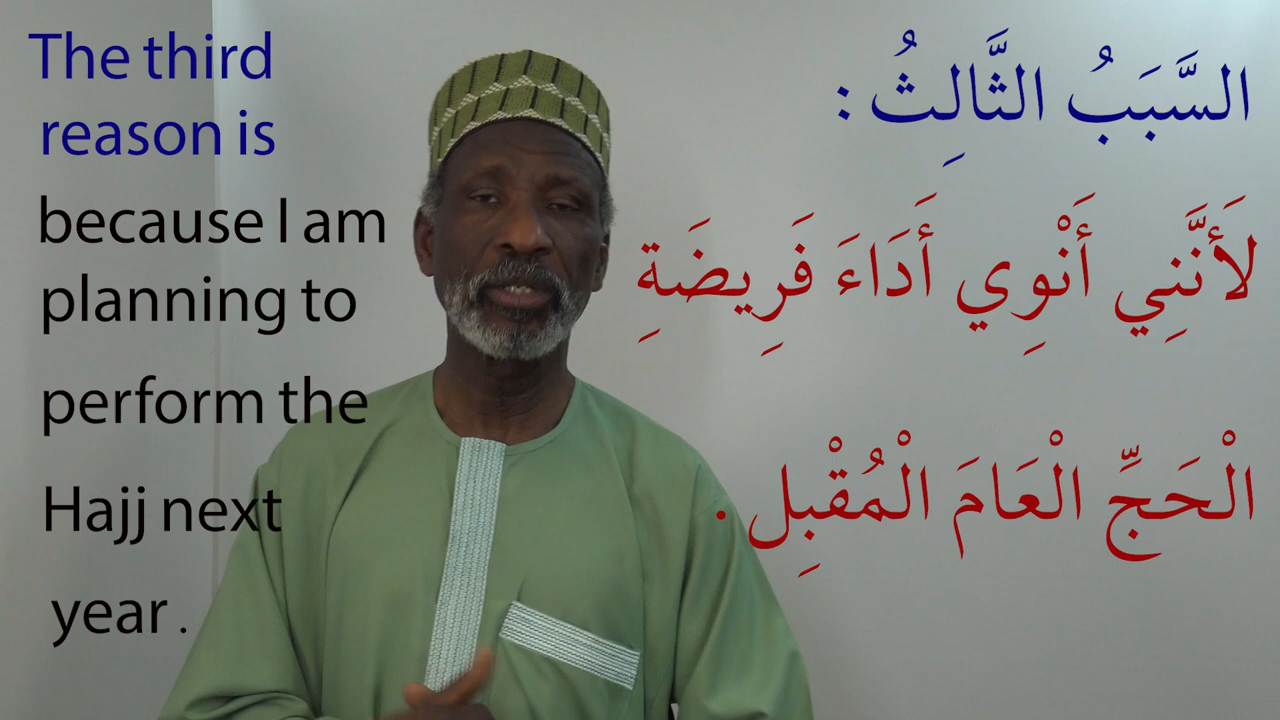 The third
reason is
because I am
planning to
perform the
Hajj next
year .
السَّبَبُ الثَّالِثُ :
لَأَنَّنِي أَنْوِي أَدَاءَ فَرِيضَةِ
الْحَجِّ الْعَامَ الْمُقْبِل .